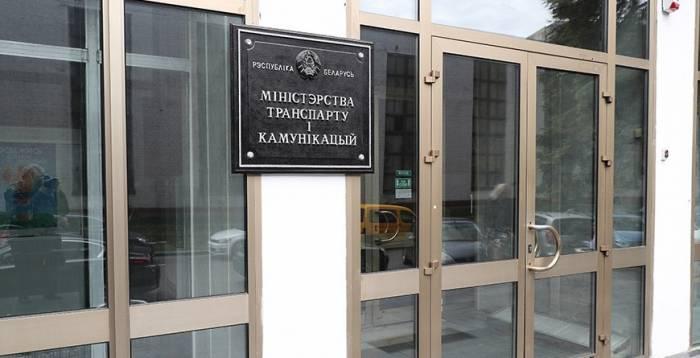 РЭСПУБЛІКА БЕЛАРУСЬ
МІНІСТЭРСТВА
ТРАНСПАРТУ
І
КАМУНІКАЦЫЙ